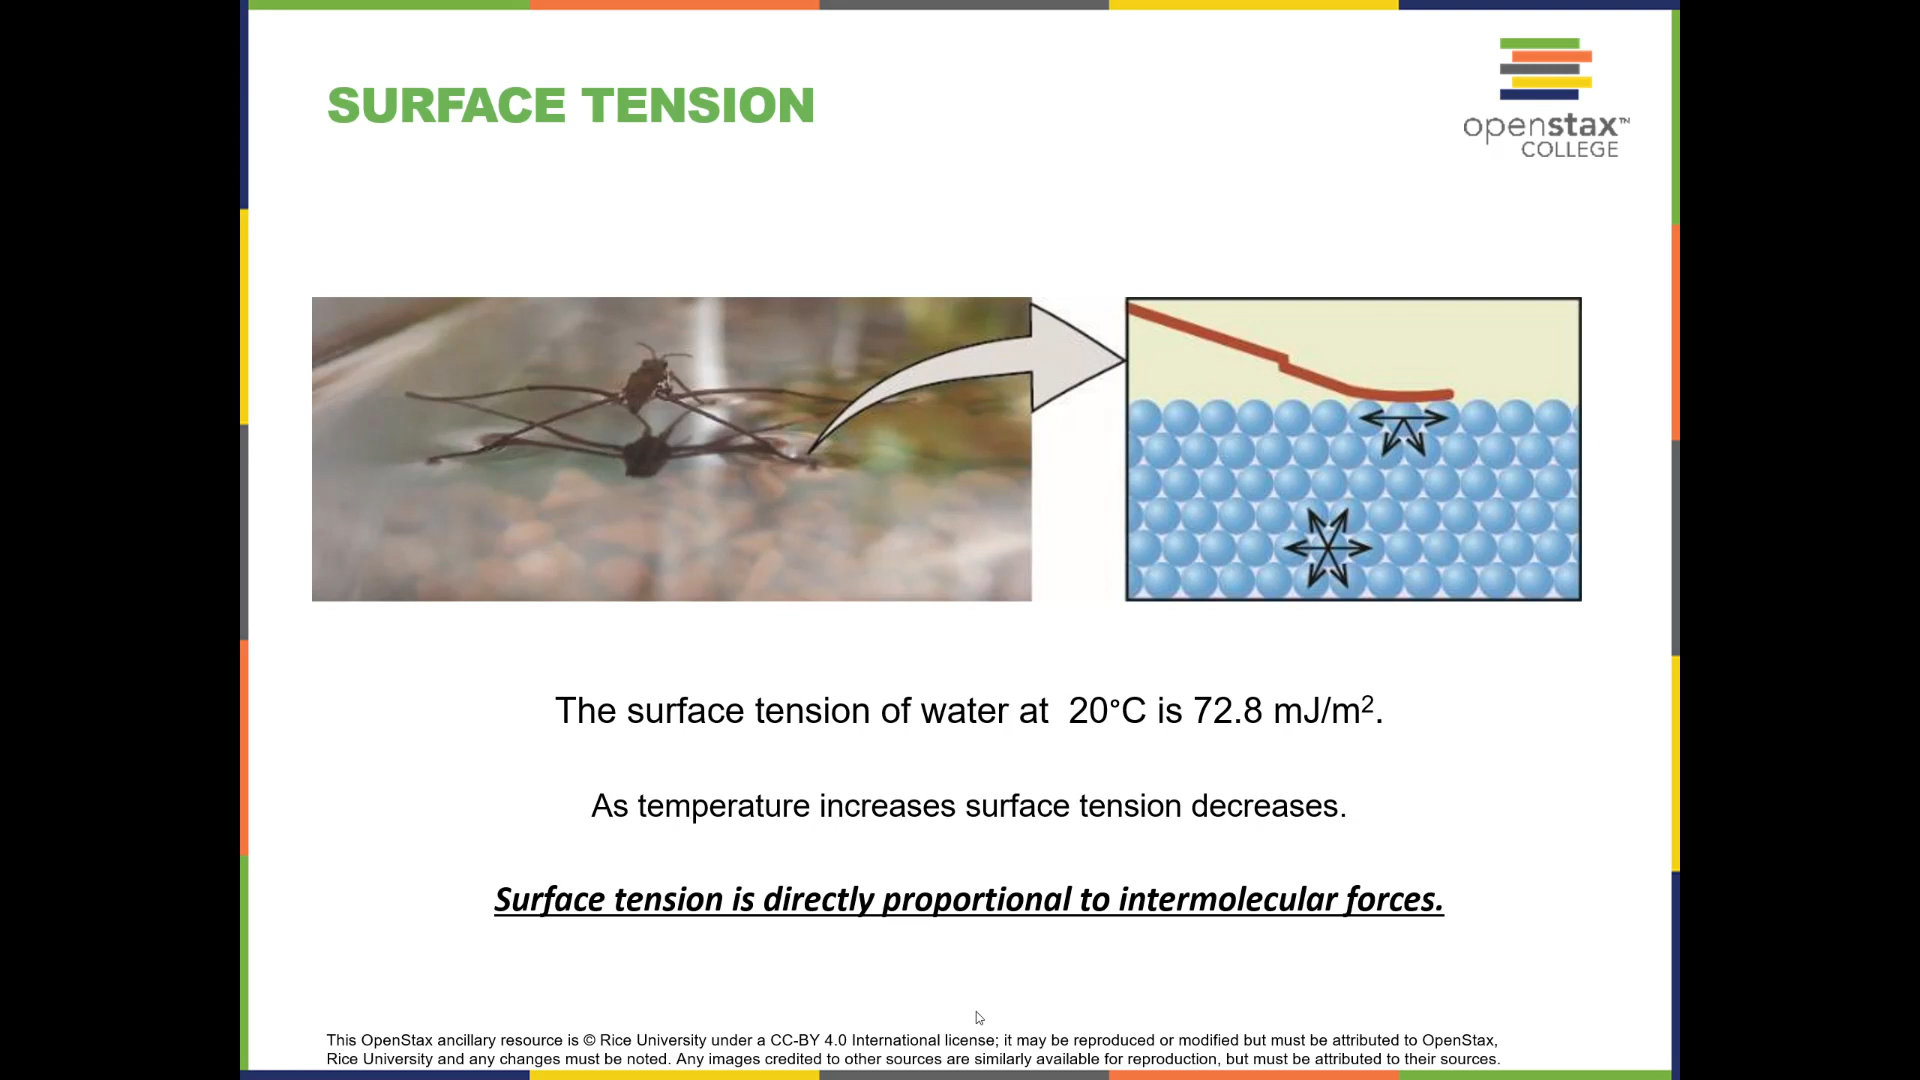 SURFACE TENSION
openstax™
COLLEGE
The surface tension of water at  20°C is 72.8 mJ/m².
As temperature increases surface tension decreases.
Surface tension is directly proportional to intermolecular forces.
This OpenStax ancillary resource is © Rice University under a CC-BY 4.0 International license; it may be reproduced or modified but must be attributed to OpenStax,
Rice University and any changes must be noted. Any images credited to other sources are similarly available for reproduction, but must be attributed to their sources.